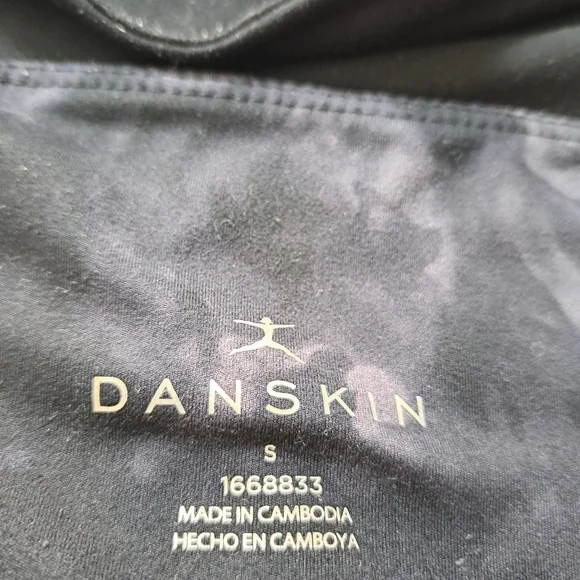 DANSKIN
S
1668833
MADE IN CAMBODIA
HECHO EN CAMBOYA